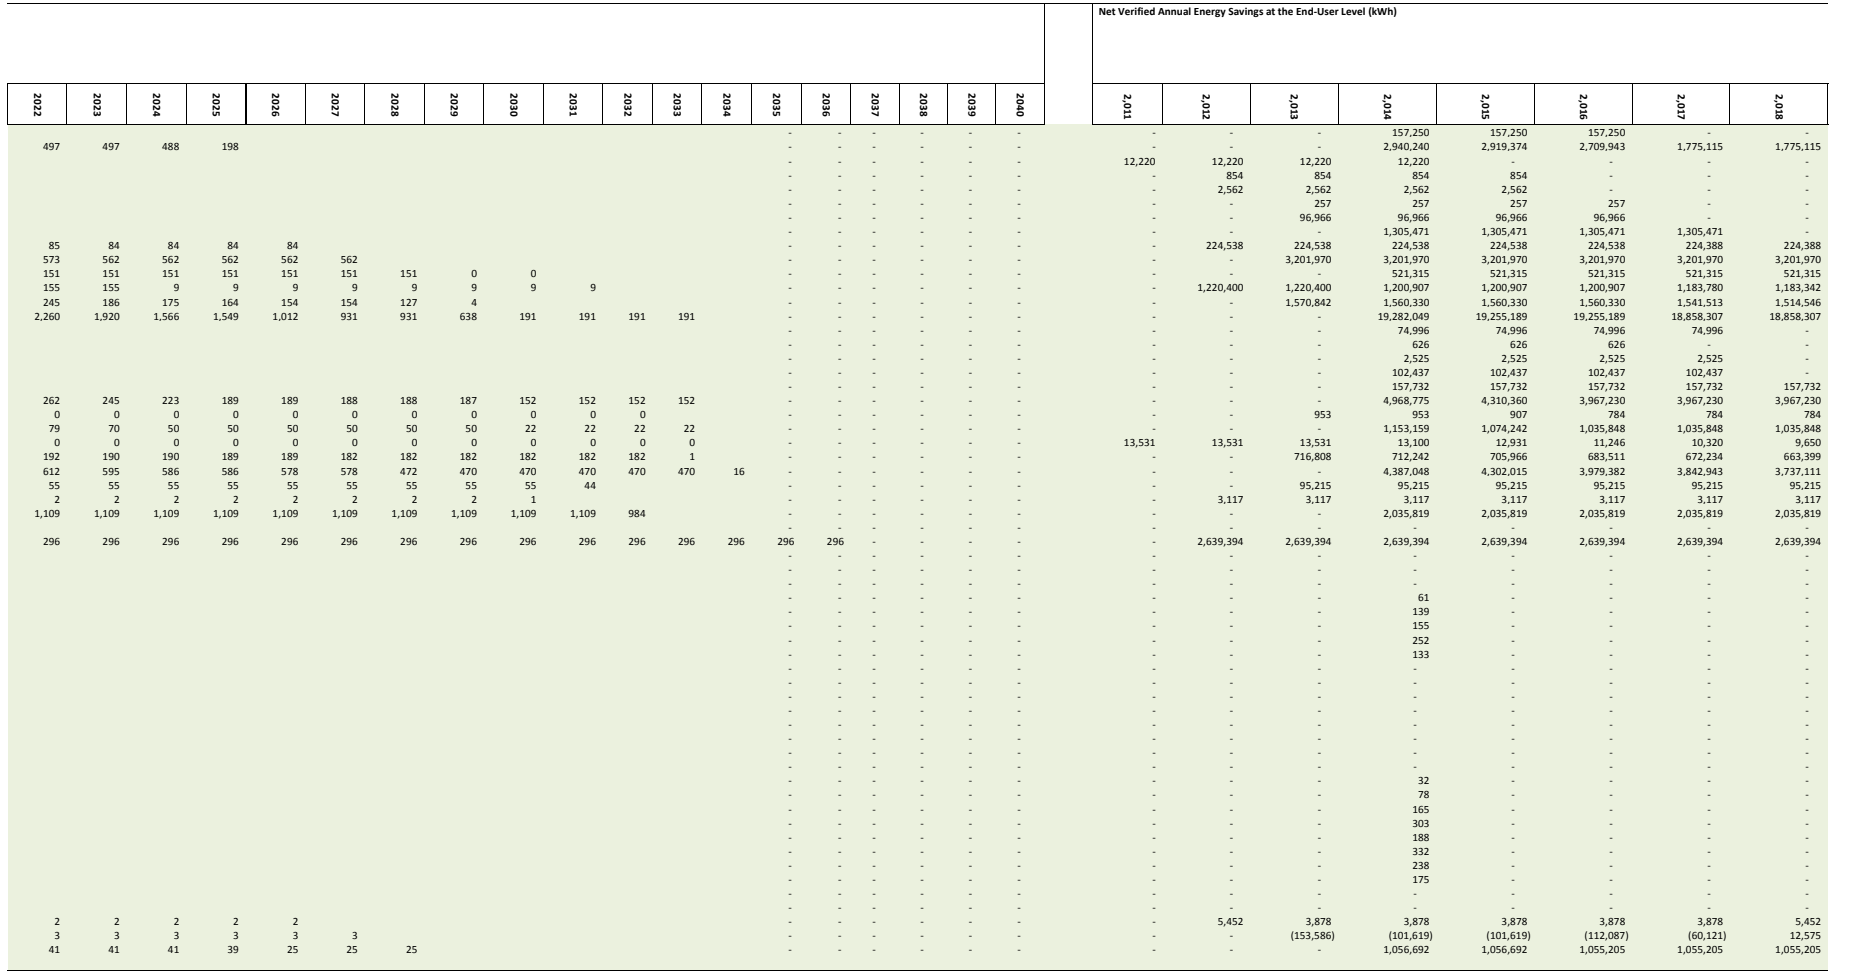 Net Verified Annual Energy Savings at the End-User Level (kWh)
2022 2023 2024 2025 2026 2027 2028 2029 2030 2031 2032 2033 2034 2035 2036 2037 2038 2039 2040 2,011 2,012 2,013 2,014 2,015 2,016 2,017 2,018
- - - - - - - - - 157,250 157,250 157,250 - -
497 497 488 198 - - - - - - - - - 2,940,240 2,919,374 2,709,943 1,775,115 1,775,115
- - - - - - 12,220 12,220 12,220 12,220 - - - -
- - - - - - - 854 854 854 854 - - -
- - - - - - - 2,562 2,562 2,562 2,562 - - -
- - - - - - - - 257 257 257 257 - -
- - - - - - - - 96,966 96,966 96,966 96,966 - -
- - - - - - - - - 1,305,471 1,305,471 1,305,471 1,305,471 -
85 84 84 84 84 - - - - - - - 224,538 224,538 224,538 224,538 224,538 224,388 224,388
573 562 562 562 562 562 - - - - - - - - 3,201,970 3,201,970 3,201,970 3,201,970 3,201,970 3,201,970
151 151 151 151 151 151 151 0 0 - - - - - - - - - 521,315 521,315 521,315 521,315 521,315
155 155 9 9 9 9 9 9 9 9 - - - - - - - 1,220,400 1,220,400 1,200,907 1,200,907 1,200,907 1,183,780 1,183,342
245 186 175 164 154 154 127 4 - - - - - - - - 1,570,842 1,560,330 1,560,330 1,560,330 1,541,513 1,514,546
2,260 1,920 1,566 1,549 1,012 931 931 638 191 191 191 191 - - - - - - - - - 19,282,049 19,255,189 19,255,189 18,858,307 18,858,307
- - - - - - - - - 74,996 74,996 74,996 74,996 -
- - - - - - - - - 626 626 626 - -
- - - - - - - - - 2,525 2,525 2,525 2,525 -
- - - - - - - - - 102,437 102,437 102,437 102,437 -
- - - - - - - - - 157,732 157,732 157,732 157,732 157,732
262 245 223 189 189 188 188 187 152 152 152 152 - - - - - - - - - 4,968,775 4,310,360 3,967,230 3,967,230 3,967,230
0 0 0 0 0 0 0 0 0 0 0 - - - - - - - - 953 953 907 784 784 784
79 70 50 50 50 50 50 50 22 22 22 22 - - - - - - - - - 1,153,159 1,074,242 1,035,848 1,035,848 1,035,848
0 0 0 0 0 0 0 0 0 0 0 0 - - - - - - 13,531 13,531 13,531 13,100 12,931 11,246 10,320 9,650
192 190 190 189 189 182 182 182 182 182 182 1 - - - - - - - - 716,808 712,242 705,966 683,511 672,234 663,399
612 595 586 586 578 578 472 470 470 470 470 470 16 - - - - - - - - - 4,387,048 4,302,015 3,979,382 3,842,943 3,737,111
55 55 55 55 55 55 55 55 55 44 - - - - - - - - 95,215 95,215 95,215 95,215 95,215 95,215
2 2 2 2 2 2 2 2 1 - - - - - - - 3,117 3,117 3,117 3,117 3,117 3,117 3,117
1,109 1,109 1,109 1,109 1,109 1,109 1,109 1,109 1,109 1,109 984 - - - - - - - - - 2,035,819 2,035,819 2,035,819 2,035,819 2,035,819
- - - - - - - - - - - - - -
296 296 296 296 296 296 296 296 296 296 296 296 296 296 296 - - - - - 2,639,394 2,639,394 2,639,394 2,639,394 2,639,394 2,639,394 2,639,394
- - - - - - - - - - - - - -
- - - - - - - - - - - - - -
- - - - - - - - - - - - - -
- - - - - - - - - 61 - - - -
- - - - - - - - - 139 - - - -
- - - - - - - - - 155 - - - -
- - - - - - - - - 252 - - - -
- - - - - - - - - 133 - - - -
- - - - - - - - - - - - - -
- - - - - - - - - - - - - -
- - - - - - - - - - - - - -
- - - - - - - - - - - - - -
- - - - - - - - - - - - - -
- - - - - - - - - - - - - -
- - - - - - - - - - - - - -
- - - - - - - - - - - - - -
- - - - - - - - - 32 - - - -
- - - - - - - - - 78 - - - -
- - - - - - - - - 165 - - - -
- - - - - - - - - 303 - - - -
- - - - - - - - - 188 - - - -
- - - - - - - - - 332 - - - -
- - - - - - - - - 238 - - - -
- - - - - - - - - 175 - - - -
- - - - - - - - - - - - - -
- - - - - - - - - - - - - -
2 2 2 2 2 - - - - - - - 5,452 3,878 3,878 3,878 3,878 3,878 5,452
3 3 3 3 3 3 - - - - - - - - (153,586) (101,619) (101,619) (112,087) (60,121) 12,575
41 41 41 39 25 25 25 - - - - - - - - - 1,056,692 1,056,692 1,055,205 1,055,205 1,055,205